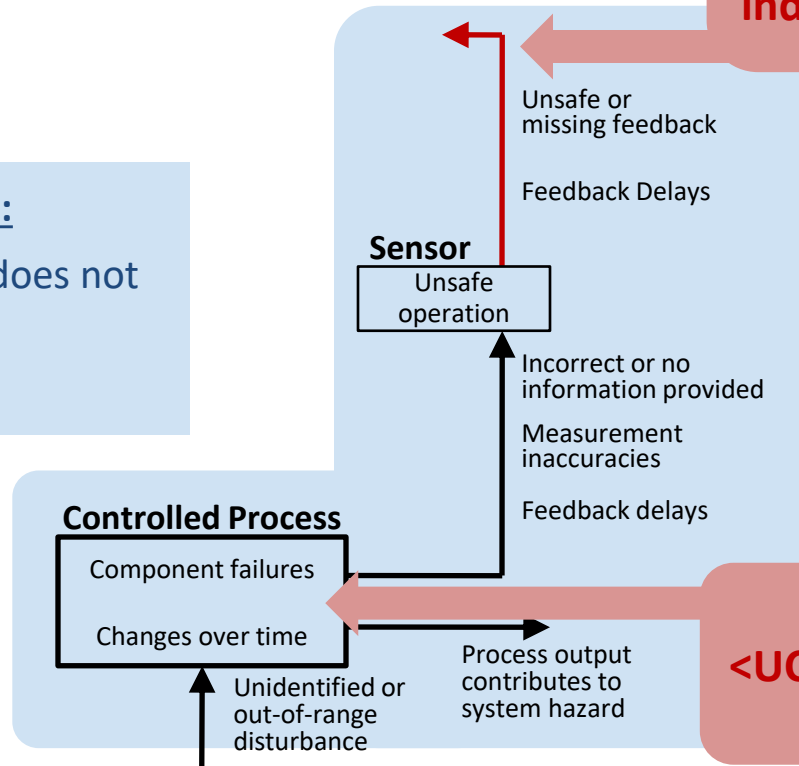 Unsafe or
missing feedback
Feedback Delays
:
does not
Sensor
Unsafe
operation
Incorrect or no
information provided
Measurement
inaccuracies
Feedback delays
Controlled Process
Component failures
Changes over time
Process output
contributes to
system hazard
Unidentified or
out-of-range
disturbance